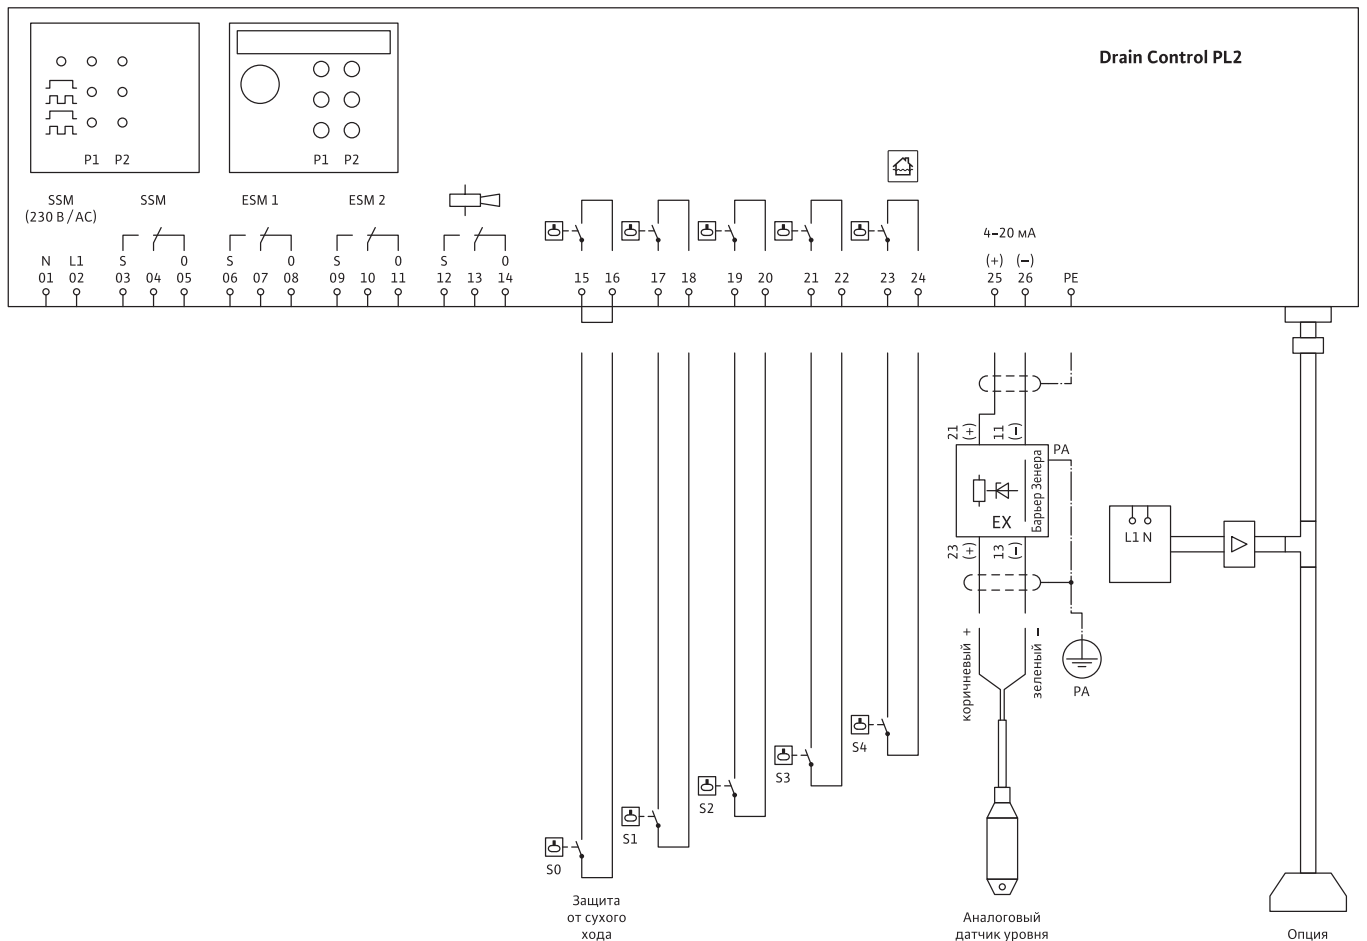 Drain Control PL2
P1 P2
P1 P2
SSM
(230 В / AC)
SSM
ESM 1
ESM 2
4–20 мА
N L1
S 0
S 0
S 0
S 0
(+) (–)
01 02 03 04 05 06 07 08 09 10 11 12 13 14 15 16 17 18 19 20 21 22 23 24 25 26 PE
21 (+)
11 (–)
PA
Барьер Зенера
EX
23 (+)
13 (–)
L1 N
коричневый +
зеленый –
PA
S4
S3
S2
S1
S0
Защита
от сухого
хода
Аналоговый
датчик уровня
Опция